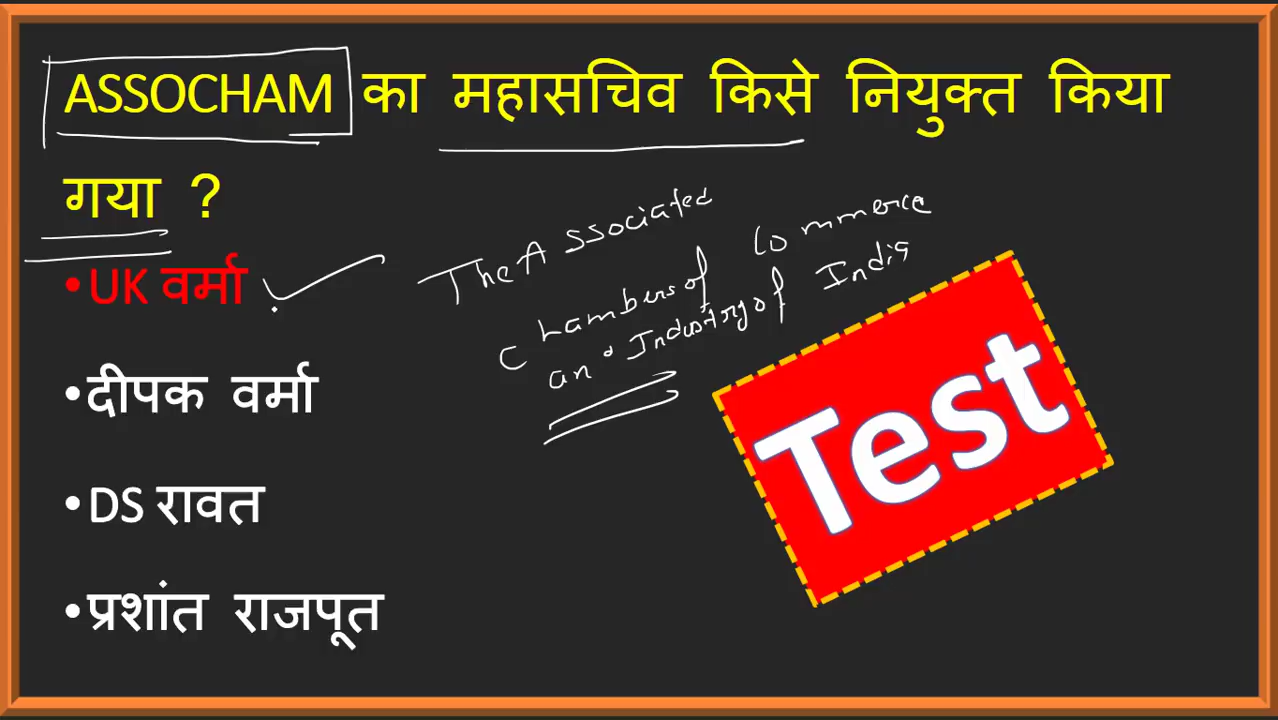 ASSOCHAM का महासचिव किसे नियुक्त किया
गया ?
•UK वर्मा
•दीपक वर्मा
•DS रावत
•प्रशांत राजपूत
The Associated
Chambers of Commerce
and Industry of India
Test